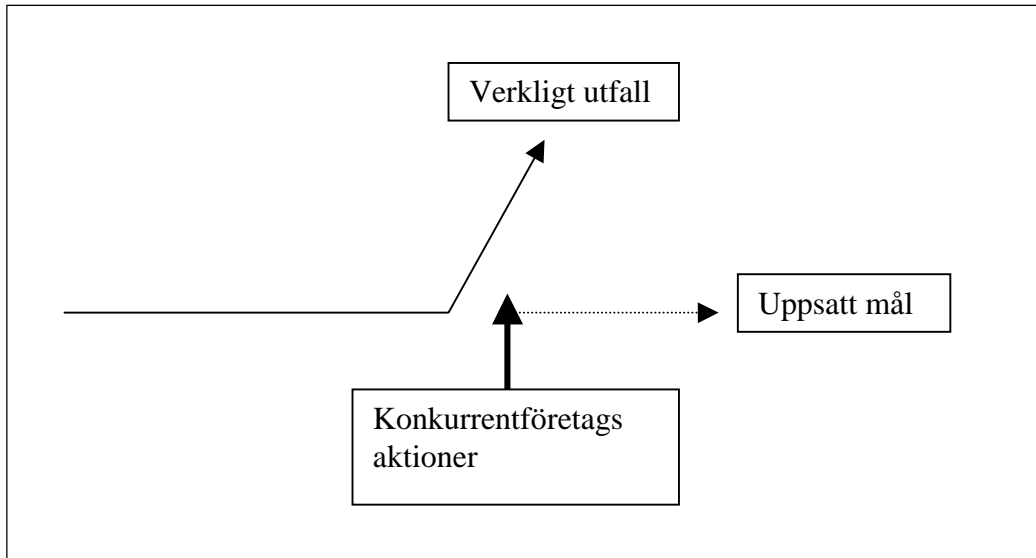 Verkligt utfall
Uppsatt mål
Konkurrentföretags
aktioner